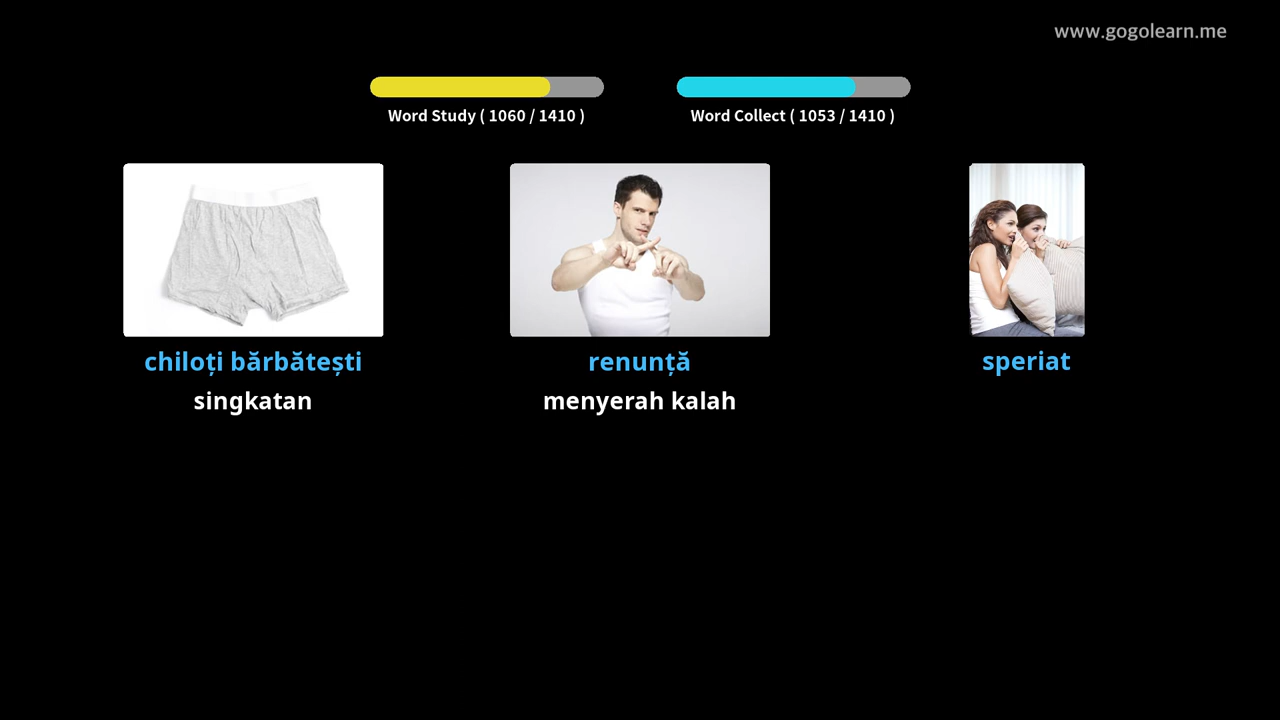 www.gogolearn.me
Word Study ( 1060 / 1410 )
Word Collect ( 1053 / 1410 )
chiloți bărbătești
singkatan
renunță
menyerah kalah
speriat